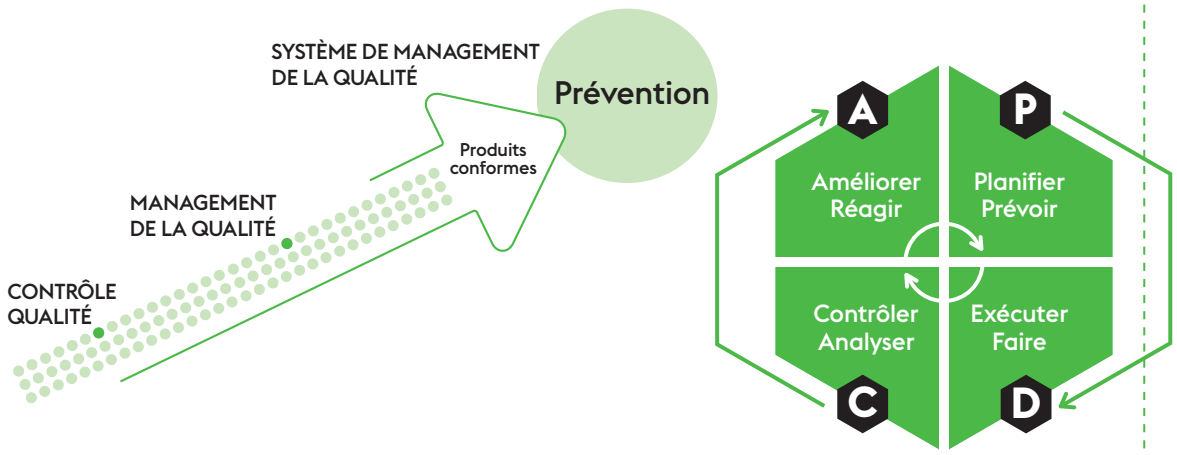 SYSTÈME DE MANAGEMENT
DE LA QUALITÉ
Prévention
Produits
conformes
MANAGEMENT
DE LA QUALITÉ
CONTRÔLE
QUALITÉ
A
P
Améliorer
Réagir
Planifier
Prévoir
Contrôler
Analyser
Exécuter
Faire
C
D